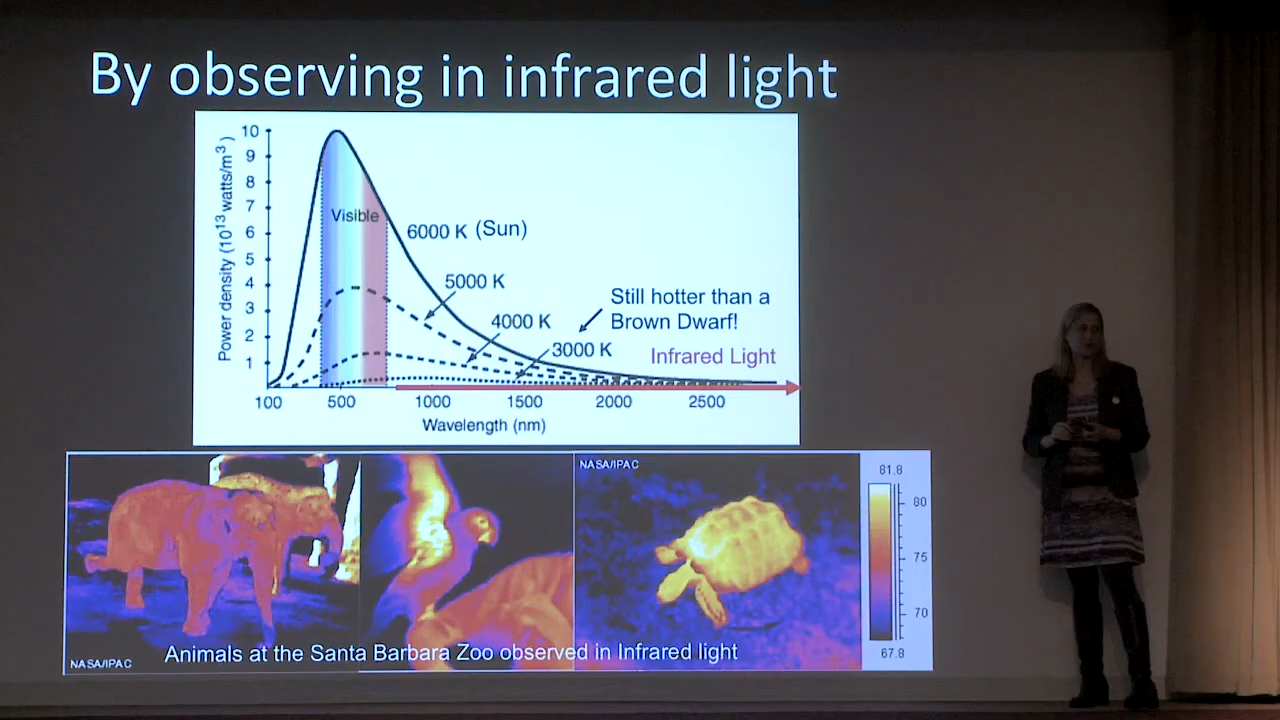 By observing in infrared light
Power density (10¹³ watts/m³)
10
9
8
7
6
5
4
3
2
1
Visible
6000 K (Sun)
5000 K
4000 K
3000 K
Still hotter than a
Brown Dwarf!
Infrared Light
100 500 1000 1500 2000 2500
Wavelength (nm)
NASA/IPAC
NASA/IPAC
Animals at the Santa Barbara Zoo observed in Infrared light
81.8
80
75
70
67.8